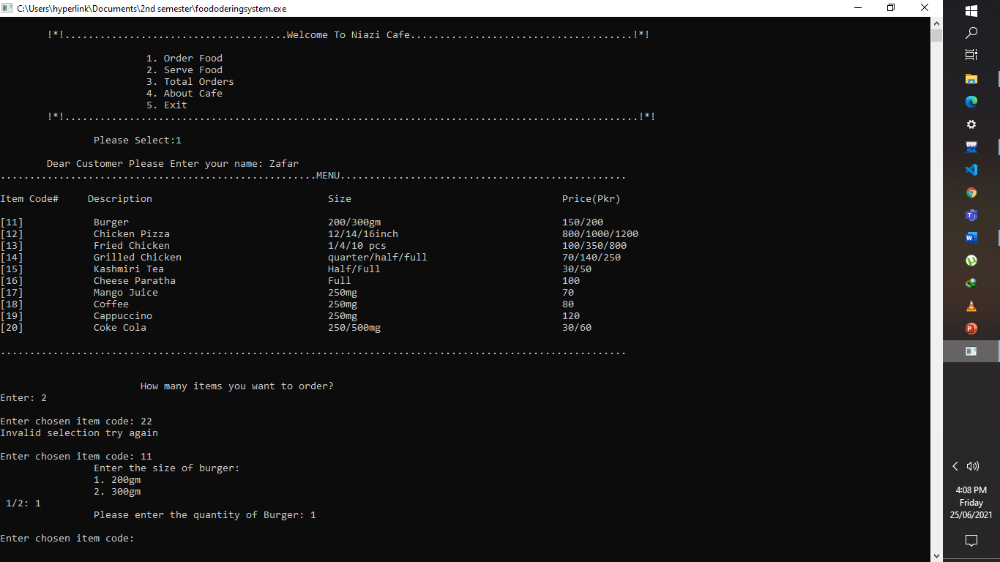 C:\Users\hyperlink\Documents\2nd semester\foododeringsystem.exe
!*!......................................Welcome To Niazi Cafe......................................!*!
1. Order Food
2. Serve Food
3. Total Orders
4. About Cafe
5. Exit
!*!..................................................................................................!*!
Please Select:1
Dear Customer Please Enter your name: Zafar
......................................................MENU.................................................
Item Code# Description Size Price(Pkr)
[11] Burger 200/300gm 150/200
[12] Chicken Pizza 12/14/16inch 800/1000/1200
[13] Fried Chicken 1/4/10 pcs 100/350/800
[14] Grilled Chicken quarter/half/full 70/140/250
[15] Kashmiri Tea Half/Full 30/50
[16] Cheese Paratha Full 100
[17] Mango Juice 250mg 70
[18] Coffee 250mg 80
[19] Cappuccino 250mg 120
[20] Coke Cola 250/500mg 30/60
...........................................................................................................
How many items you want to order?
Enter: 2
Enter chosen item code: 22
Invalid selection try again
Enter chosen item code: 11
Enter the size of burger:
1. 200gm
2. 300gm
1/2: 1
Please enter the quantity of Burger: 1
Enter chosen item code:
DEV
4:08 PM
Friday
25/06/2021